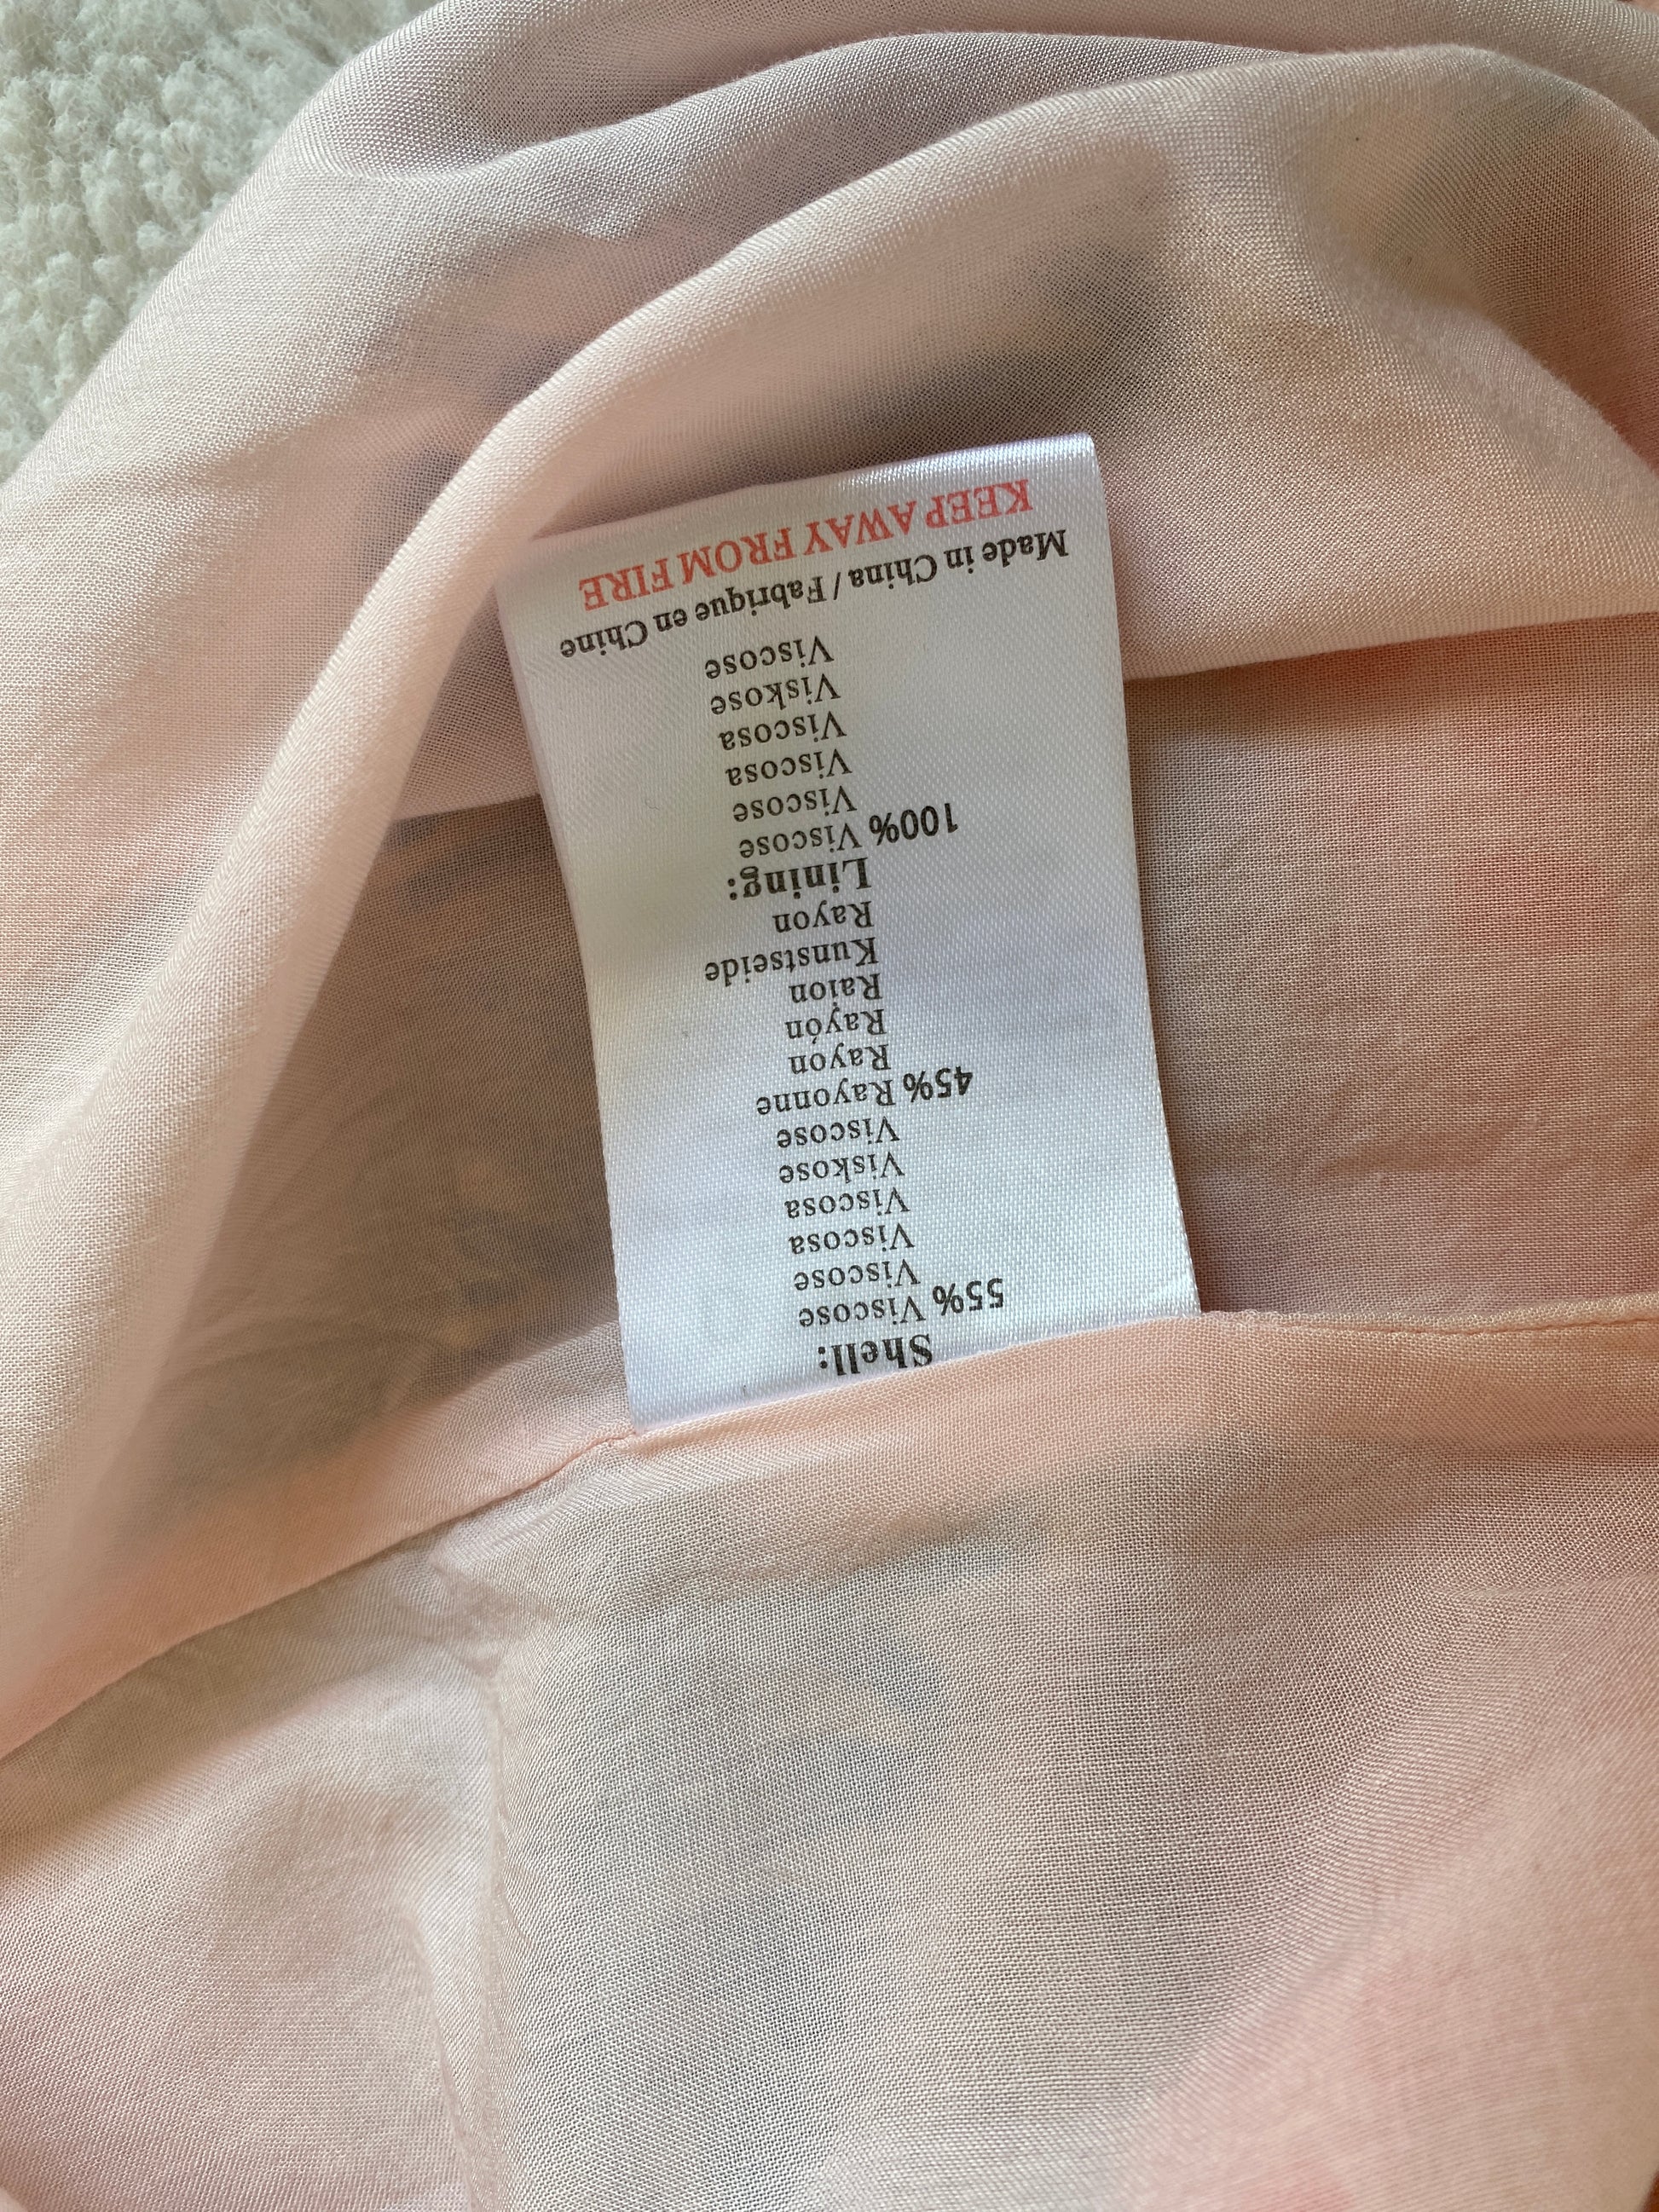 Shell:
55% Viscose
Viscose
Viscosa
Viscosa
Viskose
Viscose
45% Rayonne
Rayon
Rayón
Raion
Kunstseide
Rayon
Lining:
100% Viscose
Viscose
Viscosa
Viscosa
Viskose
Viscose
Made in China / Fabrique en Chine
KEEP AWAY FROM FIRE